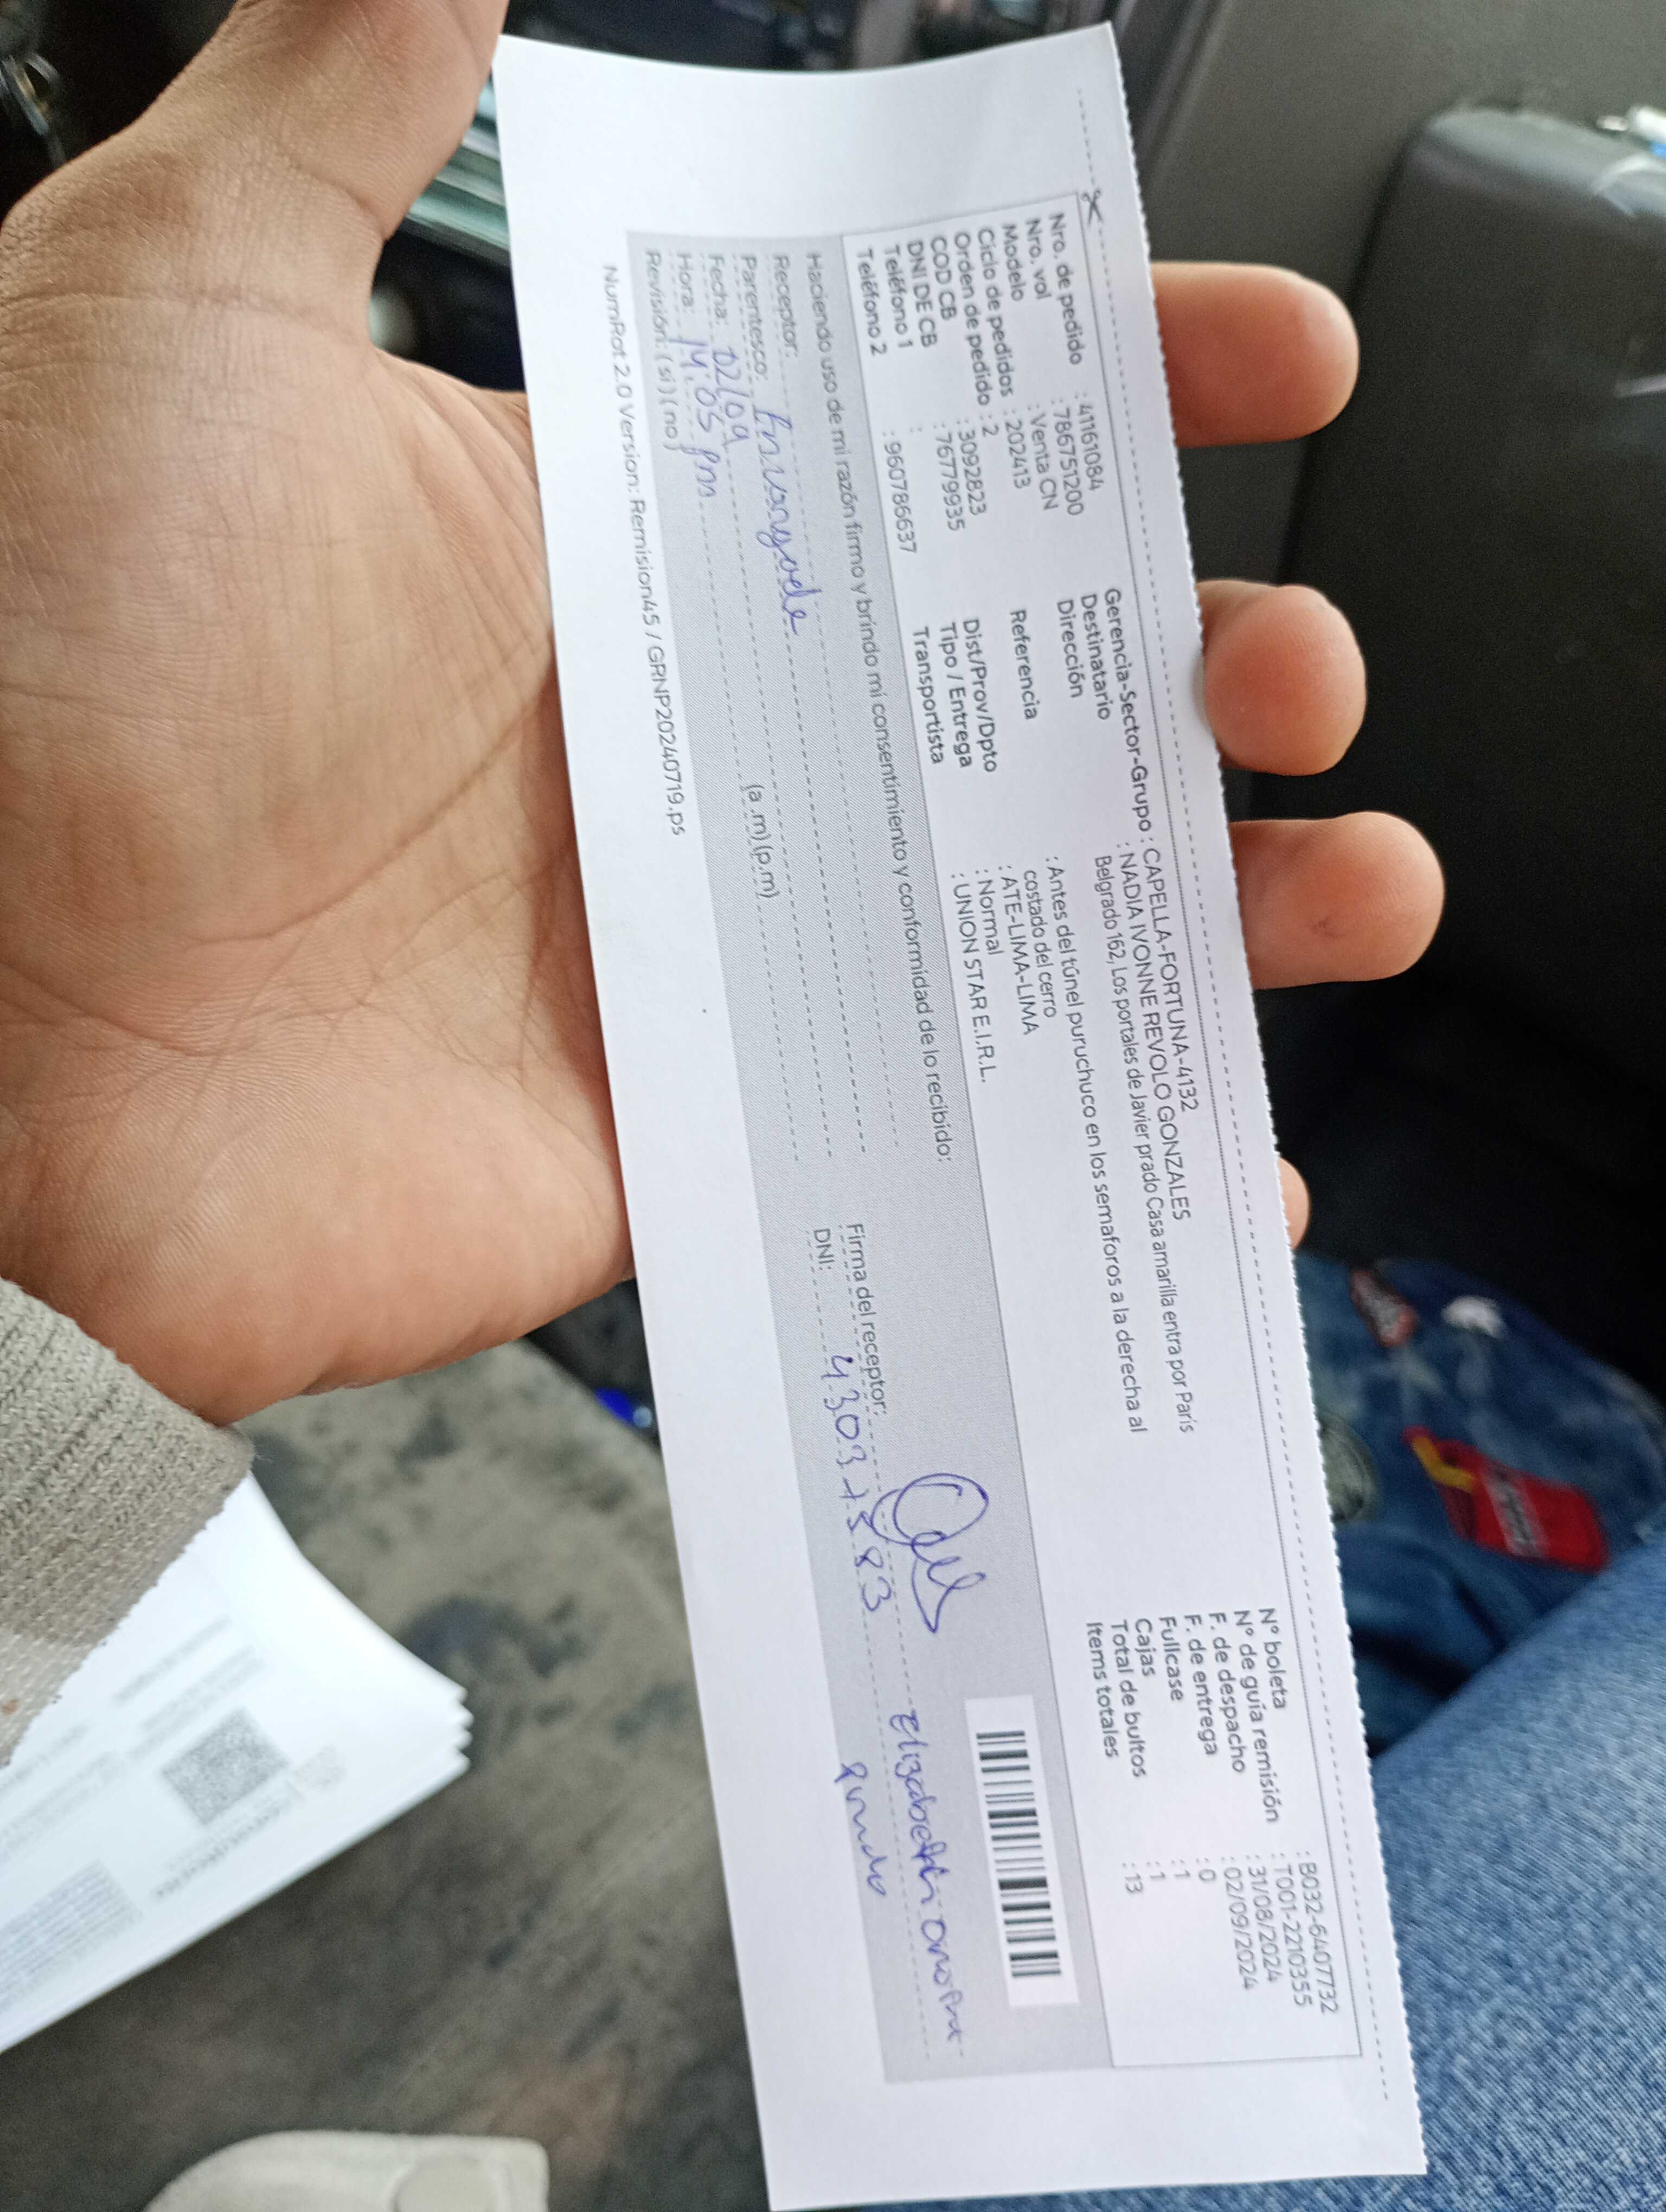 Gerencia-Sector-Grupo : CAPELLA-FORTUNA-4132
Nro. de pedido : 41161084
Nro. vol : 786751200
Modelo : Venta CN
Ciclo de pedidos : 202413
Orden de pedido : 2
COD CB : 3092823
DNI DE CB : 76779935
Teléfono 1 :
Teléfono 2 : 960786637
Destinatario : NADIA IVONNE REVOLO GONZALES
Dirección Belgrado 162, Los portales de Javier prado Casa amarilla entra por París
Referencia : Antes del túnel puruchuco en los semaforos a la derecha al
costado del cerro
Dist/Prov/Dpto : ATE-LIMA-LIMA
Tipo / Entrega : Normal
Transportista : UNION STAR E.I.R.L.
N° boleta : B032-6407732
N° de guía remisión : T001-2210355
F. de despacho : 31/08/2024
F. de entrega : 02/09/2024
Fullcase : 0
Cajas : 1
Total de bultos : 1
Items totales : 13
Haciendo uso de mi razón firmo y brindo mi consentimiento y conformidad de lo recibido:
Receptor:
Parentesco:
Fecha: 02/09
Hora: 14:05 pm (a.m) (p.m)
Revisión: (si) (no)
Firma del receptor:
DNI:
NumRot 2.0 Version: Remision45 / GRNP20240719.ps